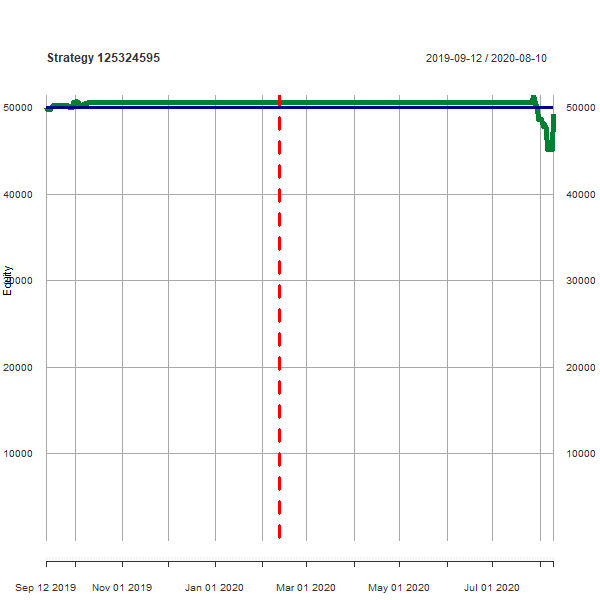 Strategy 125324595
2019-09-12 / 2020-08-10
50000
50000
40000
40000
30000
30000
Equity
20000
20000
10000
10000
Sep 12 2019
Nov 01 2019
Jan 01 2020
Mar 01 2020
May 01 2020
Jul 01 2020